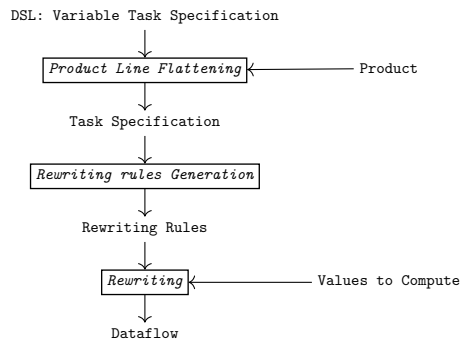 DSL: Variable Task Specification
Product Line Flattening
Product
Task Specification
Rewriting rules Generation
Rewriting Rules
Rewriting
Values to Compute
Dataflow